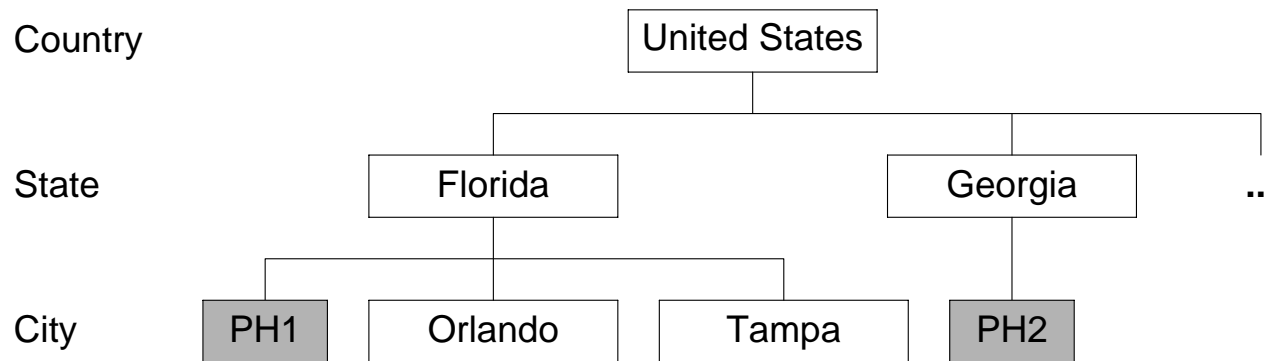 Country United States
State Florida Georgia ..
City PH1 Orlando Tampa PH2